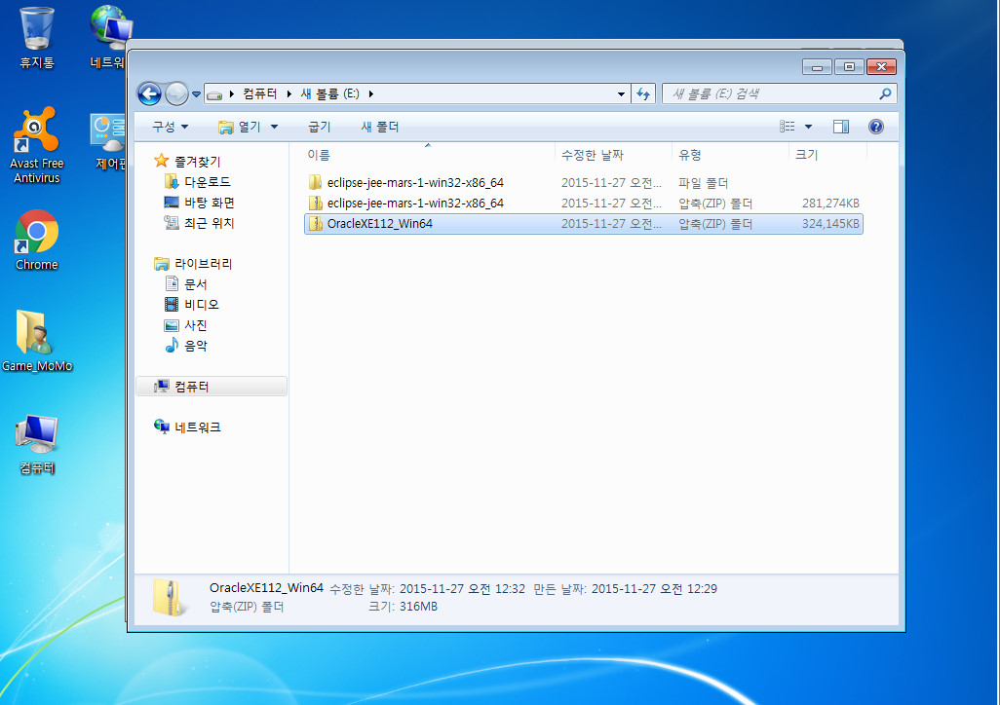 휴지통
네트워
Avast Free
Antivirus
제어판
Chrome
Game_MoMo
컴퓨터
컴퓨터 새 볼륨 (E:)
새 볼륨 (E:) 검색
구성 열기 굽기 새 폴더
즐겨찾기
다운로드
바탕 화면
최근 위치
라이브러리
문서
비디오
사진
음악
컴퓨터
네트워크
이름 수정한 날짜 유형 크기
eclipse-jee-mars-1-win32-x86_64 2015-11-27 오전... 파일 폴더
eclipse-jee-mars-1-win32-x86_64 2015-11-27 오전... 압축(ZIP) 폴더 281,274KB
OracleXE112_Win64 2015-11-27 오전... 압축(ZIP) 폴더 324,145KB
OracleXE112_Win64 수정한 날짜: 2015-11-27 오전 12:32 만든 날짜: 2015-11-27 오전 12:29
압축(ZIP) 폴더 크기: 316MB